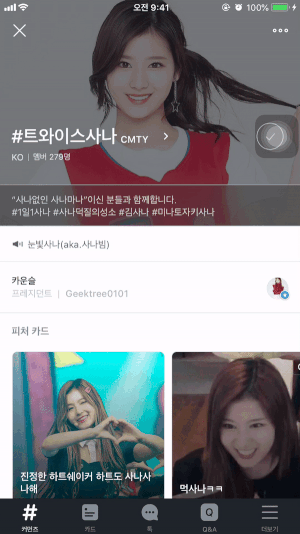 오전 9:41
100%
#트와이스사나 CMTY
KO | 멤버 279명
"사나없인 사나마나"이신 분들과 함께합니다.
#1일1사나 #사나덕질의성소 #김사나 #미나토자키사나
눈빛사나(aka.사나빔)
카운슬
프레지던트 | Geektree0101
피쳐 카드
진정한 하트쉐이커 하트도 사나사
나해
먹사나ㅋㅋ
#
커먼즈
카드
톡
Q
Q&A
더보기